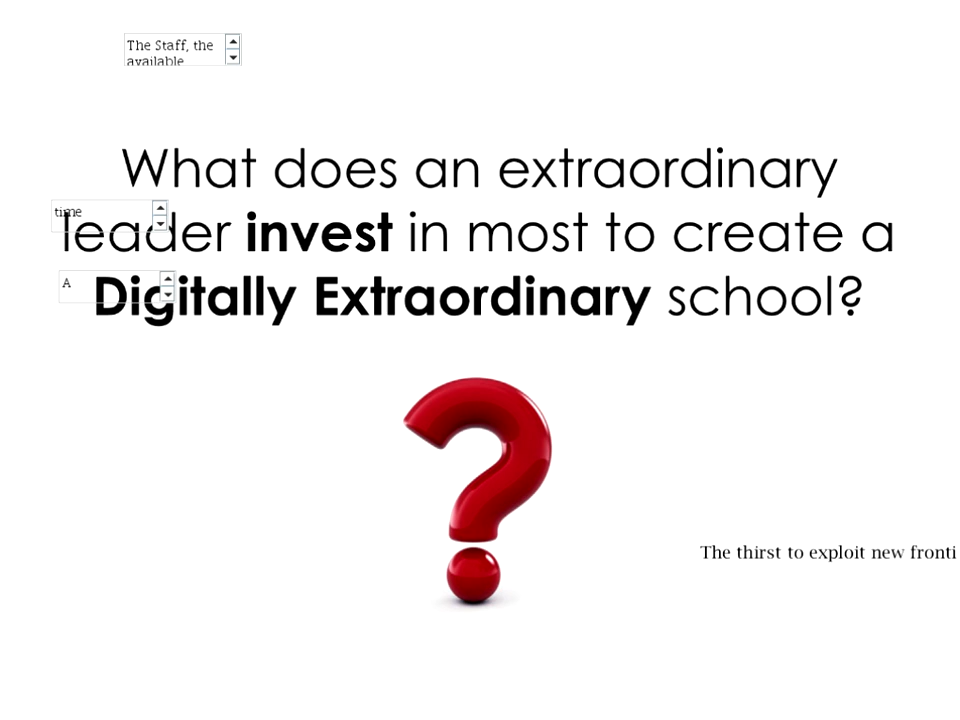 The Staff, the
available
What does an extraordinary
time
leader invest in most to create a
A
Digitally Extraordinary school?
The thirst to exploit new fronti